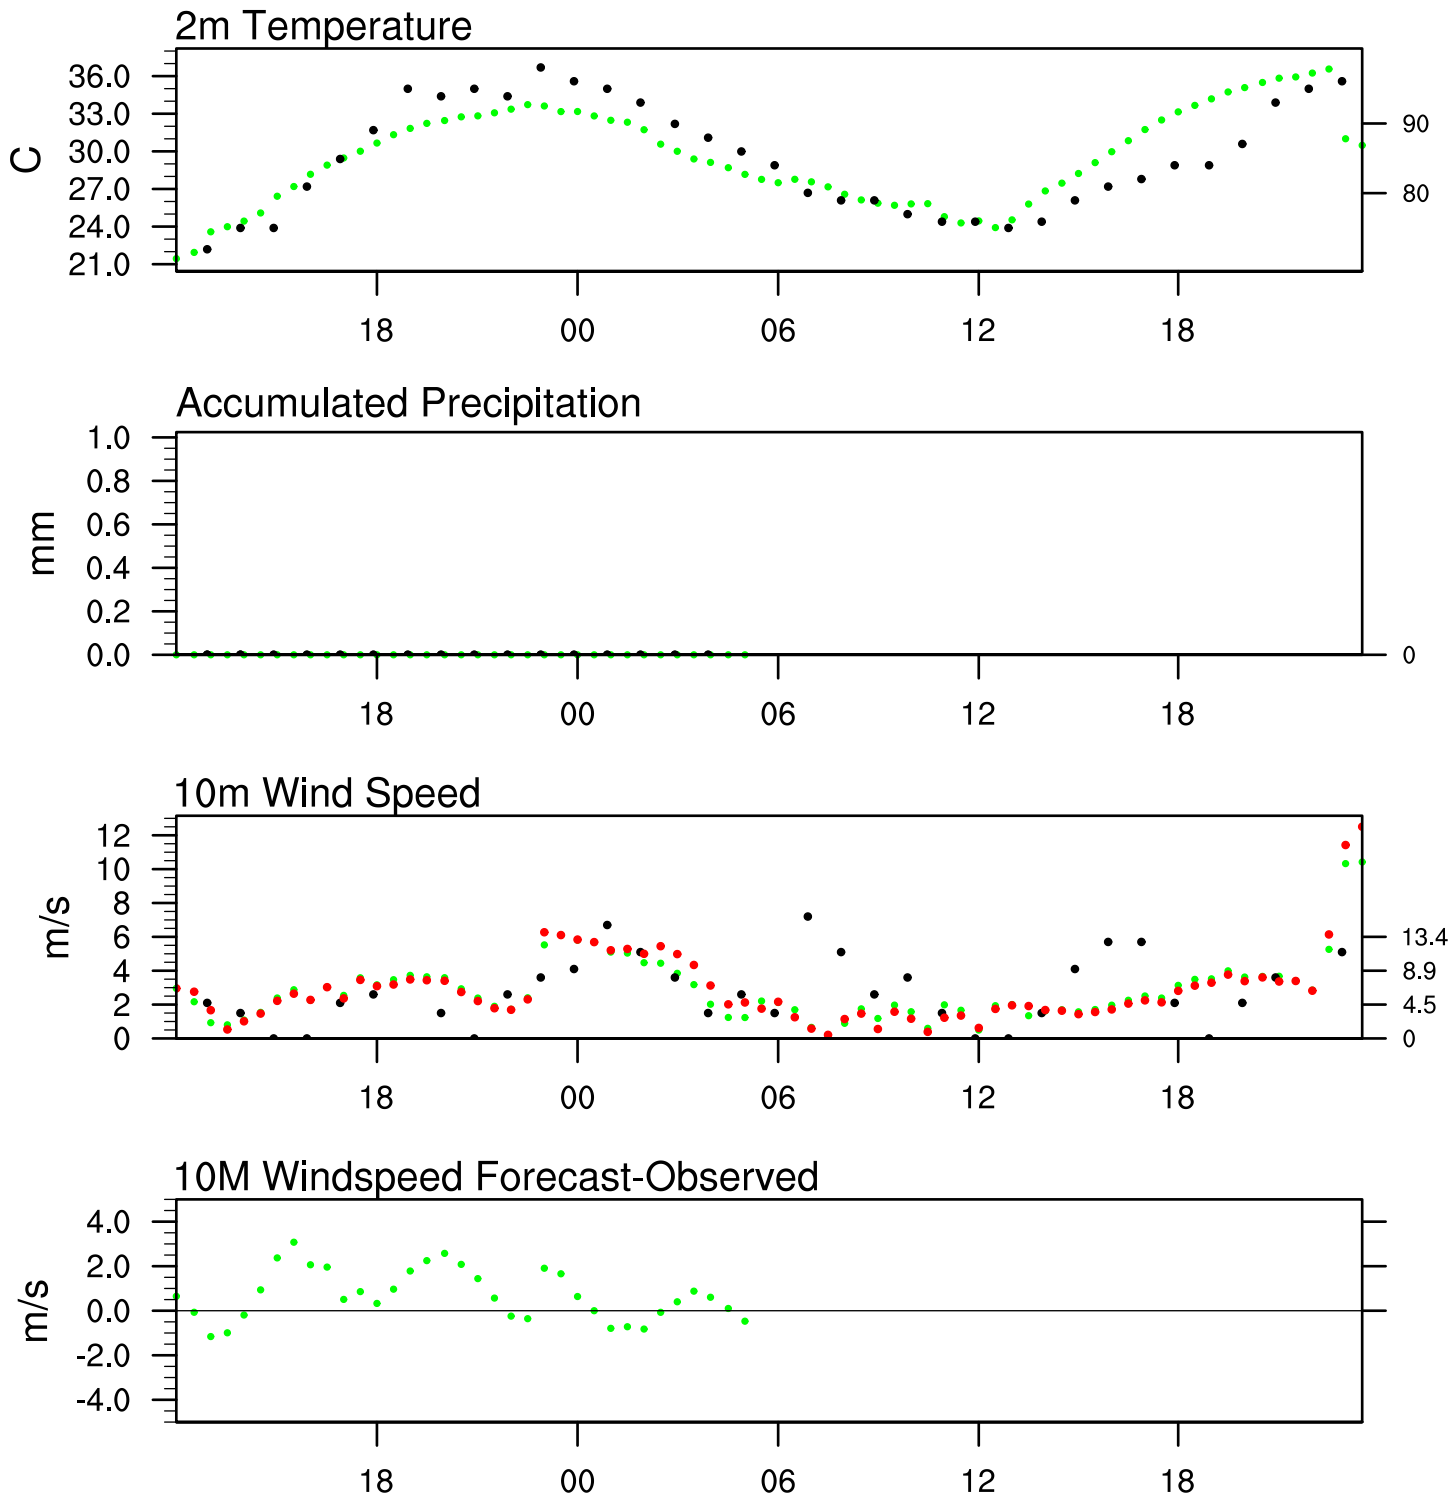 2m Temperature
36.0
33.0
30.0
27.0
24.0
21.0
C
90
80
18 00 06 12 18
Accumulated Precipitation
1.0
0.8
0.6
0.4
0.2
0.0
mm
0
18 00 06 12 18
10m Wind Speed
12
10
8
6
4
2
0
m/s
13.4
8.9
4.5
0
18 00 06 12 18
10M Windspeed Forecast-Observed
4.0
2.0
0.0
-2.0
-4.0
m/s
18 00 06 12 18